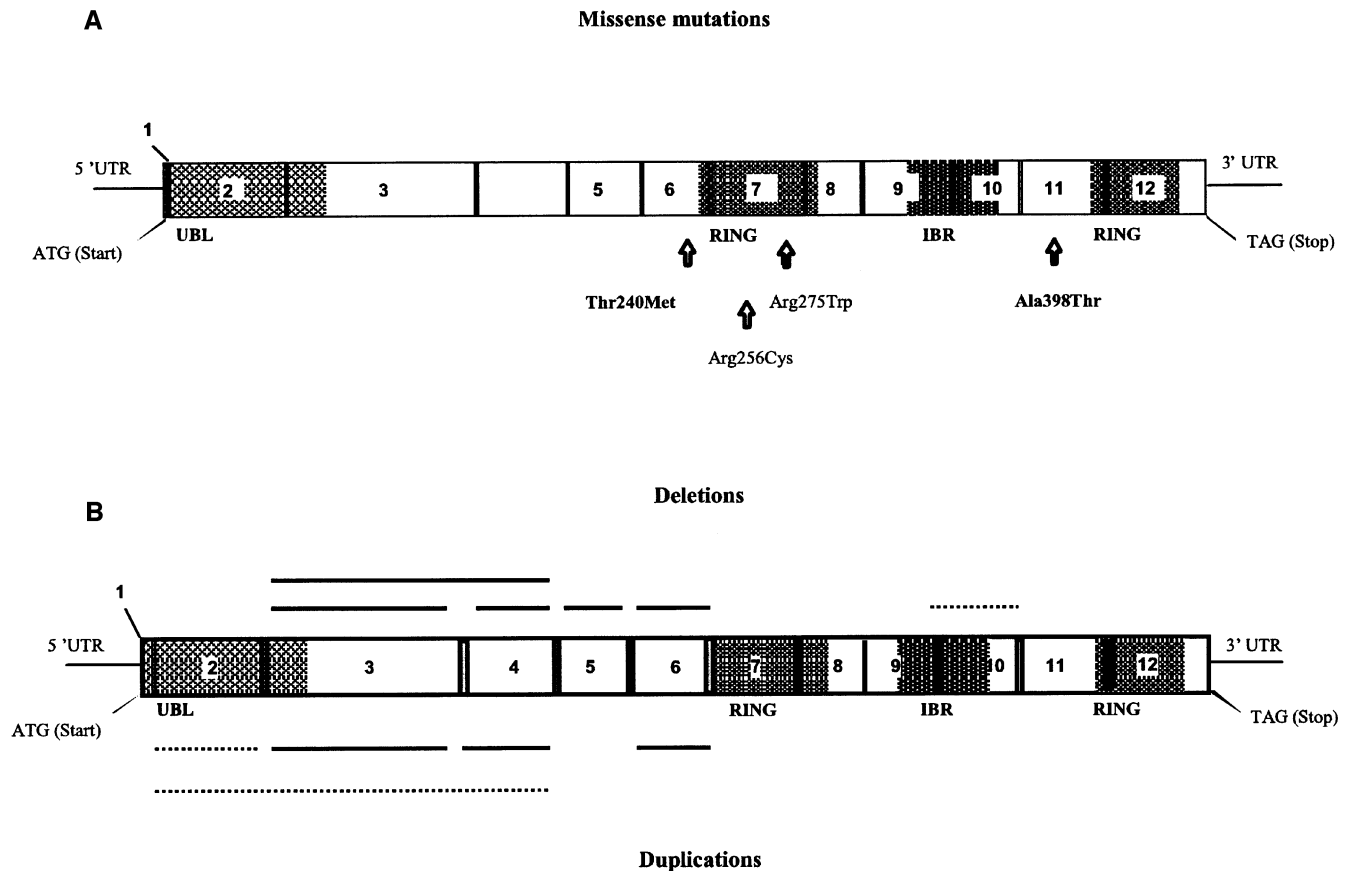 A
Missense mutations
1
5 'UTR
2 3 5 6 7 8 9 10 11 12
3' UTR
ATG (Start)
UBL RING IBR RING
TAG (Stop)
Thr240Met Arg275Trp Ala398Thr
Arg256Cys
Deletions
B
1
5 'UTR
2 3 4 5 6 7 8 9 10 11 12
3' UTR
ATG (Start)
UBL RING IBR RING
TAG (Stop)
Duplications